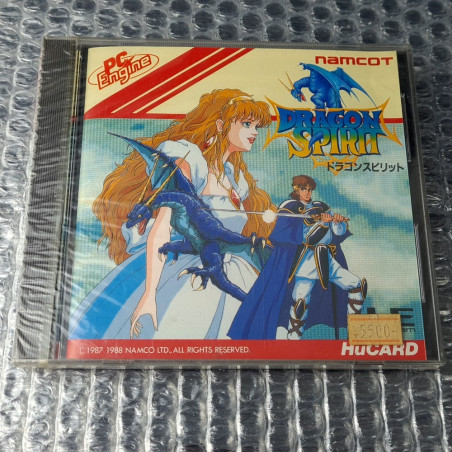 PC
Engine
namcoT
DRAGON
SPIRIT
ドラゴンスピリット
5500-
© 1987 1988 NAMCO LTD., ALL RIGHTS RESERVED.
HuCARD